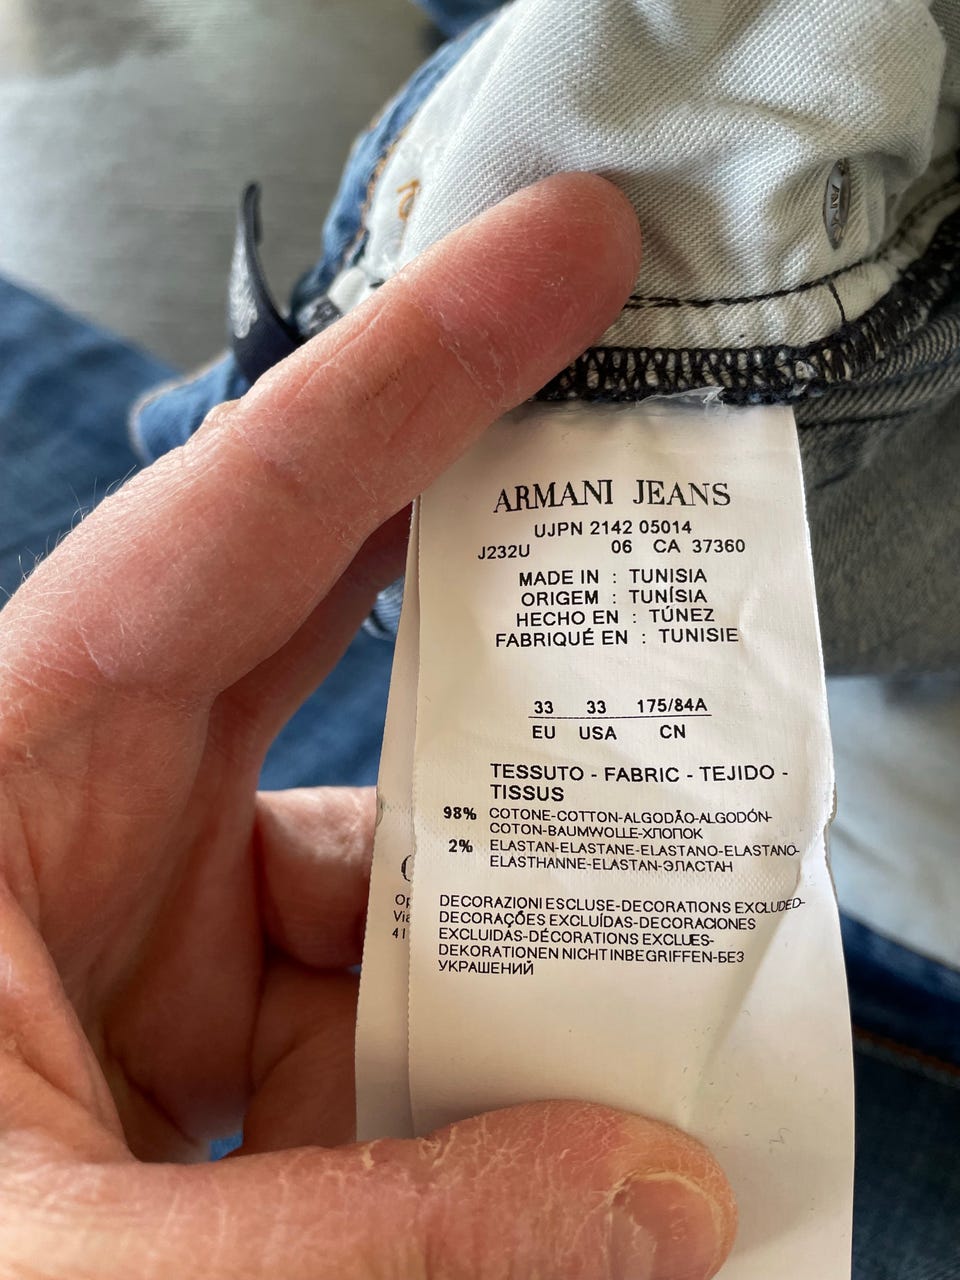 ARMANI JEANS
UJPN 2142 05014
J232U 06 CA 37360
MADE IN : TUNISIA
ORIGEM : TUNÍSIA
HECHO EN : TÚNEZ
FABRIQUÉ EN : TUNISIE
33 33 175/84A
EU USA CN
TESSUTO - FABRIC - TEJIDO -
TISSUS
98% COTONE-COTTON-ALGODÃO-ALGODÓN-
COTON-BAUMWOLLE-ХЛОПОК
2% ELASTAN-ELASTANE-ELASTANO-ELASTANO-
ELASTHANNE-ELASTAN-ЭЛАСТАН
DECORAZIONI ESCLUSE-DECORATIONS EXCLUDED-
DECORAÇÕES EXCLUÍDAS-DECORACIONES
EXCLUIDAS-DÉCORATIONS EXCLUES-
DEKORATIONEN NICHT INBEGRIFFEN-БЕЗ
УКРАШЕНИЙ
Via
41